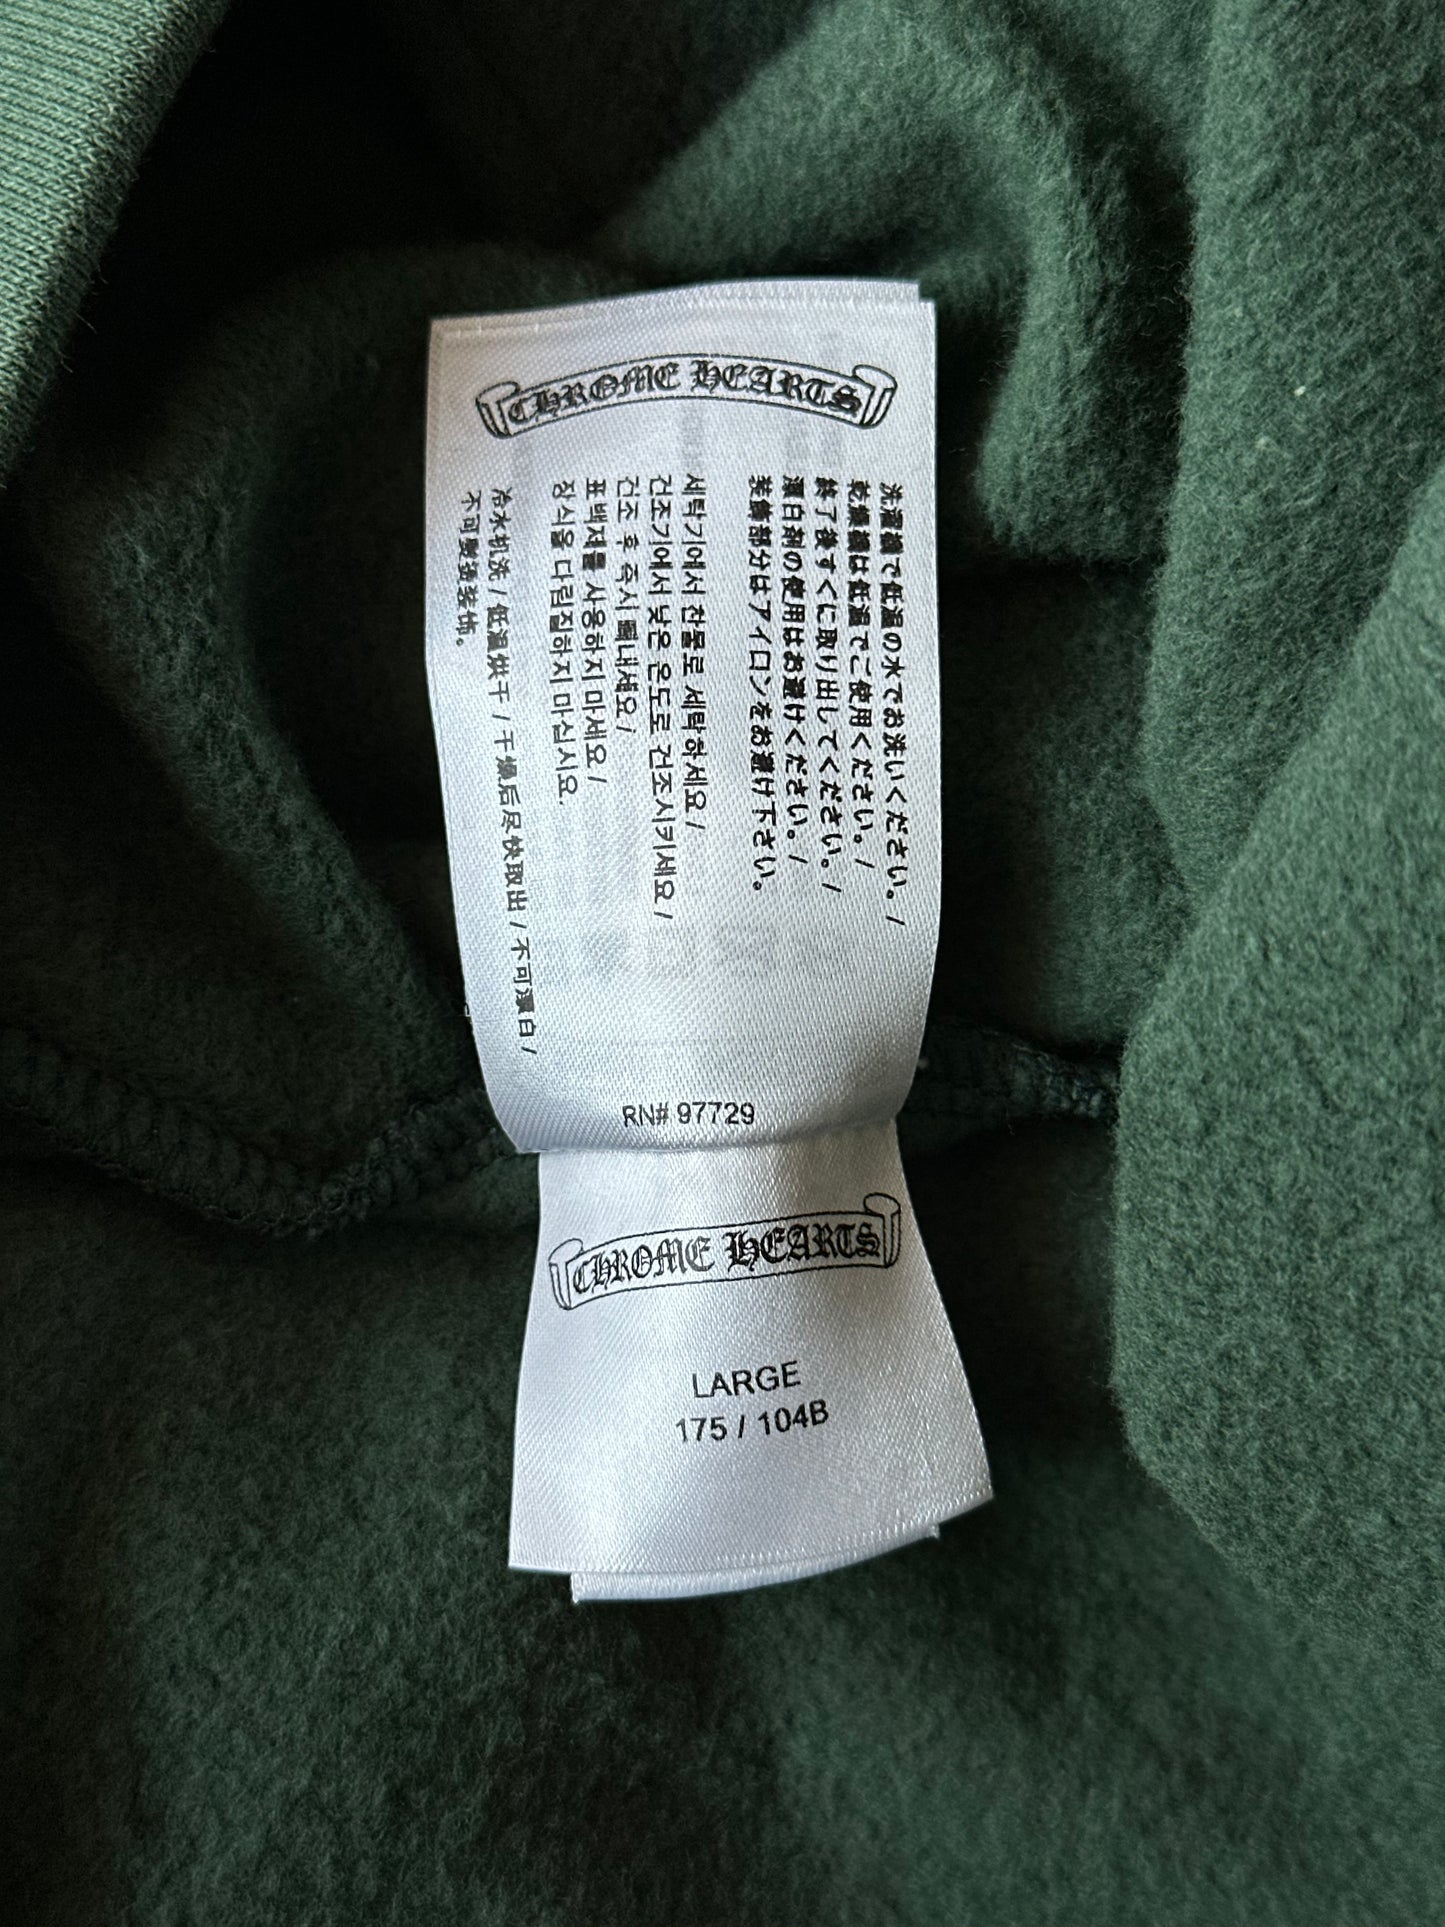 CHROME HEARTS
洗濯機で低温の水でお洗いください。/
乾燥機は低温でご使用ください。/
終了後すぐに取り出してください。/
漂白剤の使用はお避けください。/
装飾部分はアイロンをお避け下さい。
세탁기에서 찬물로 세탁하세요/
건조기에서 낮은 온도로 건조시키세요/
건조 후 즉시 꺼내세요/
표백제를 사용하지 마세요/
장식을 다림질하지 마십시요.
冷水机洗/低温烘干/干燥后尽快取出/不可漂白/
不可熨烫装饰。
RN# 97729
CHROME HEARTS
LARGE
175 / 104B